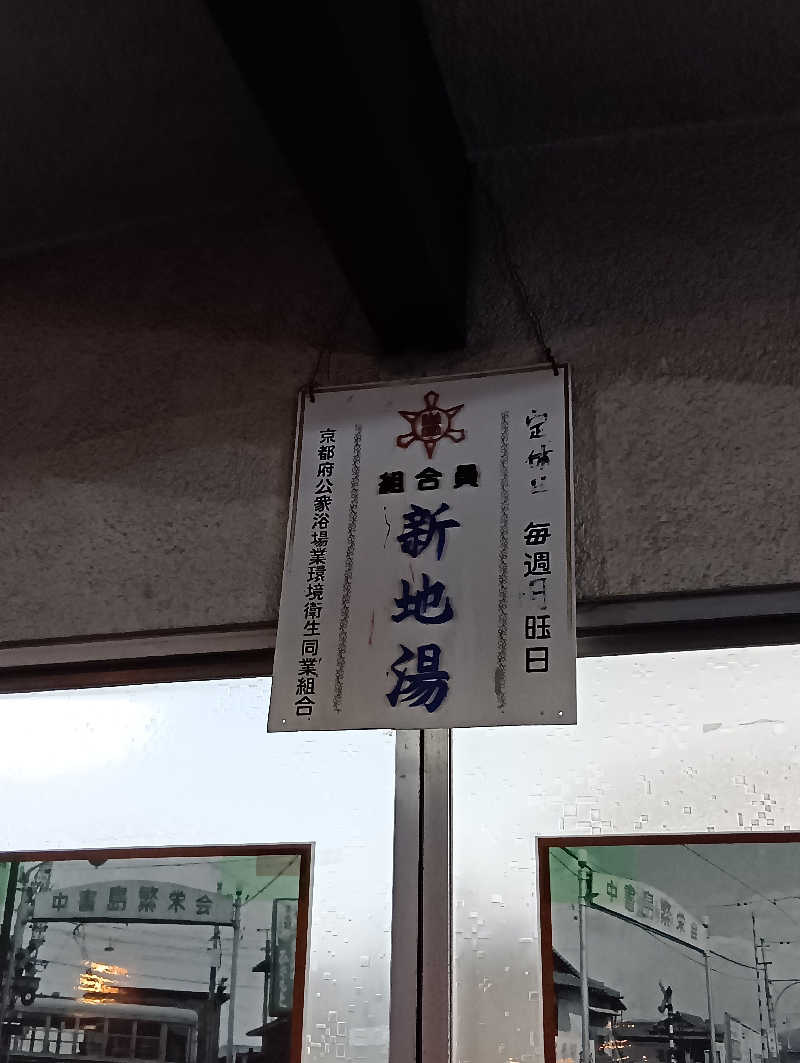 定休日 毎週 旺日
組合員
新地湯
京都府公衆浴場業環境衛生同業組合
中書島繁栄会
中書島繁栄会